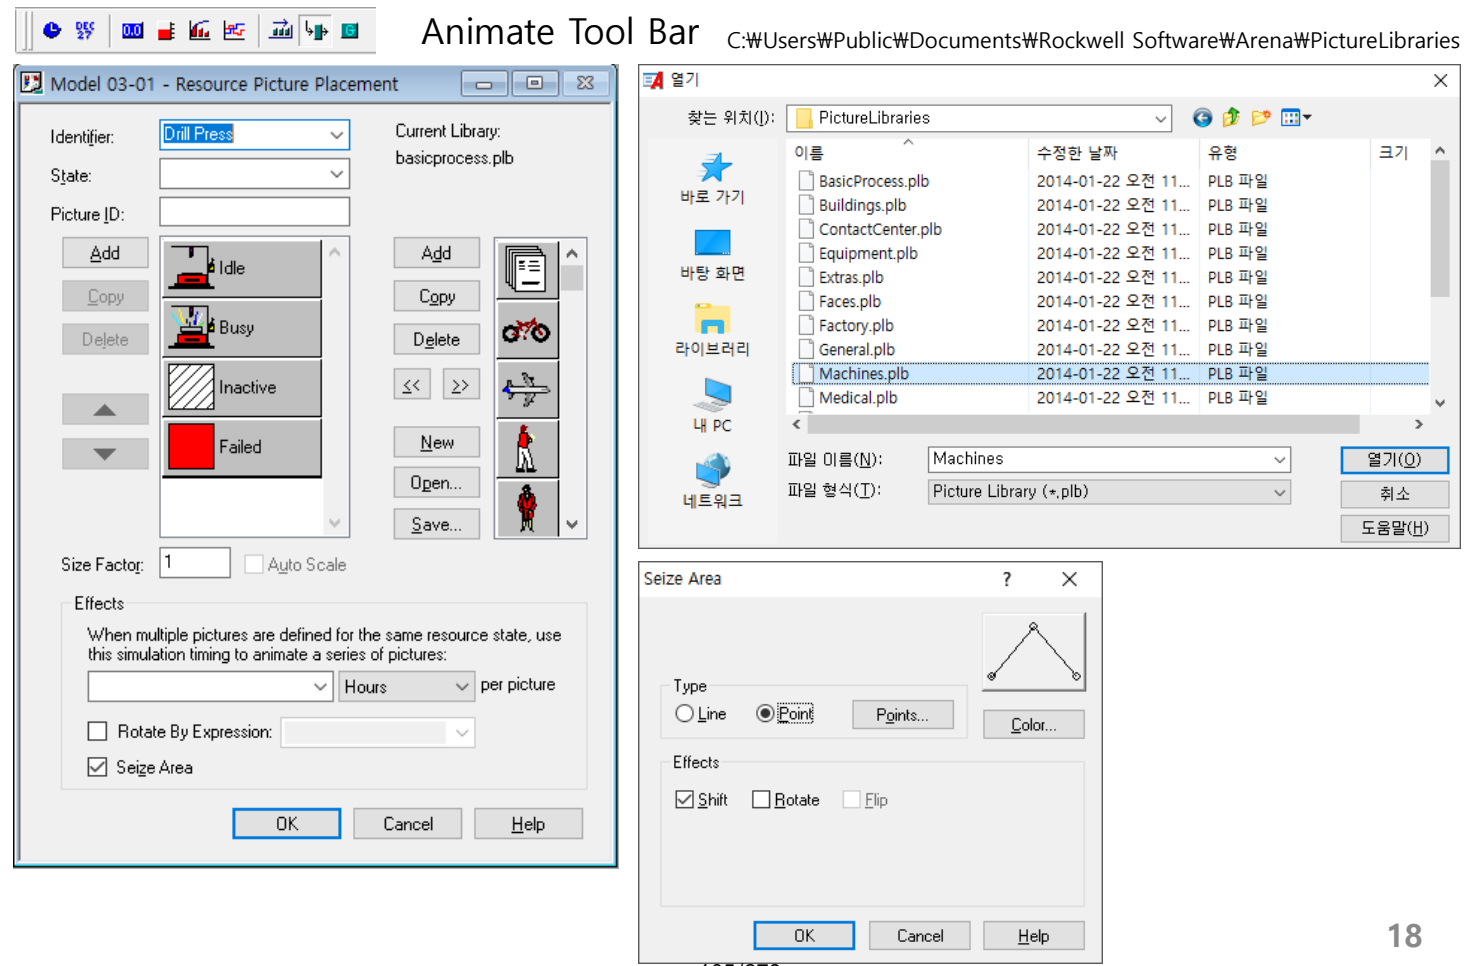 DEC
27
0.0
Animate Tool Bar
C:₩Users₩Public₩Documents₩Rockwell Software₩Arena₩PictureLibraries
Model 03-01 - Resource Picture Placement
Identifier:
Drill Press
State:
Picture ID:
Current Library:
basicprocess.plb
Add
Copy
Delete
Idle
Busy
Inactive
Failed
Add
Copy
Delete
<<
>>
New
Open...
Save...
Size Factor:
1
Auto Scale
Effects
When multiple pictures are defined for the same resource state, use
this simulation timing to animate a series of pictures:
Hours
per picture
Rotate By Expression:
Seize Area
OK
Cancel
Help
열기
찾는 위치(I):
PictureLibraries
바로 가기
바탕 화면
라이브러리
내 PC
네트워크
이름 수정한 날짜 유형 크기
BasicProcess.plb 2014-01-22 오전 11... PLB 파일
Buildings.plb 2014-01-22 오전 11... PLB 파일
ContactCenter.plb 2014-01-22 오전 11... PLB 파일
Equipment.plb 2014-01-22 오전 11... PLB 파일
Extras.plb 2014-01-22 오전 11... PLB 파일
Faces.plb 2014-01-22 오전 11... PLB 파일
Factory.plb 2014-01-22 오전 11... PLB 파일
General.plb 2014-01-22 오전 11... PLB 파일
Machines.plb 2014-01-22 오전 11... PLB 파일
Medical.plb 2014-01-22 오전 11... PLB 파일
파일 이름(N): Machines
열기(O)
파일 형식(T): Picture Library (*.plb)
취소
도움말(H)
Seize Area
?
Type
Line
Point
Points...
Color...
Effects
Shift
Rotate
Flip
OK
Cancel
Help
18